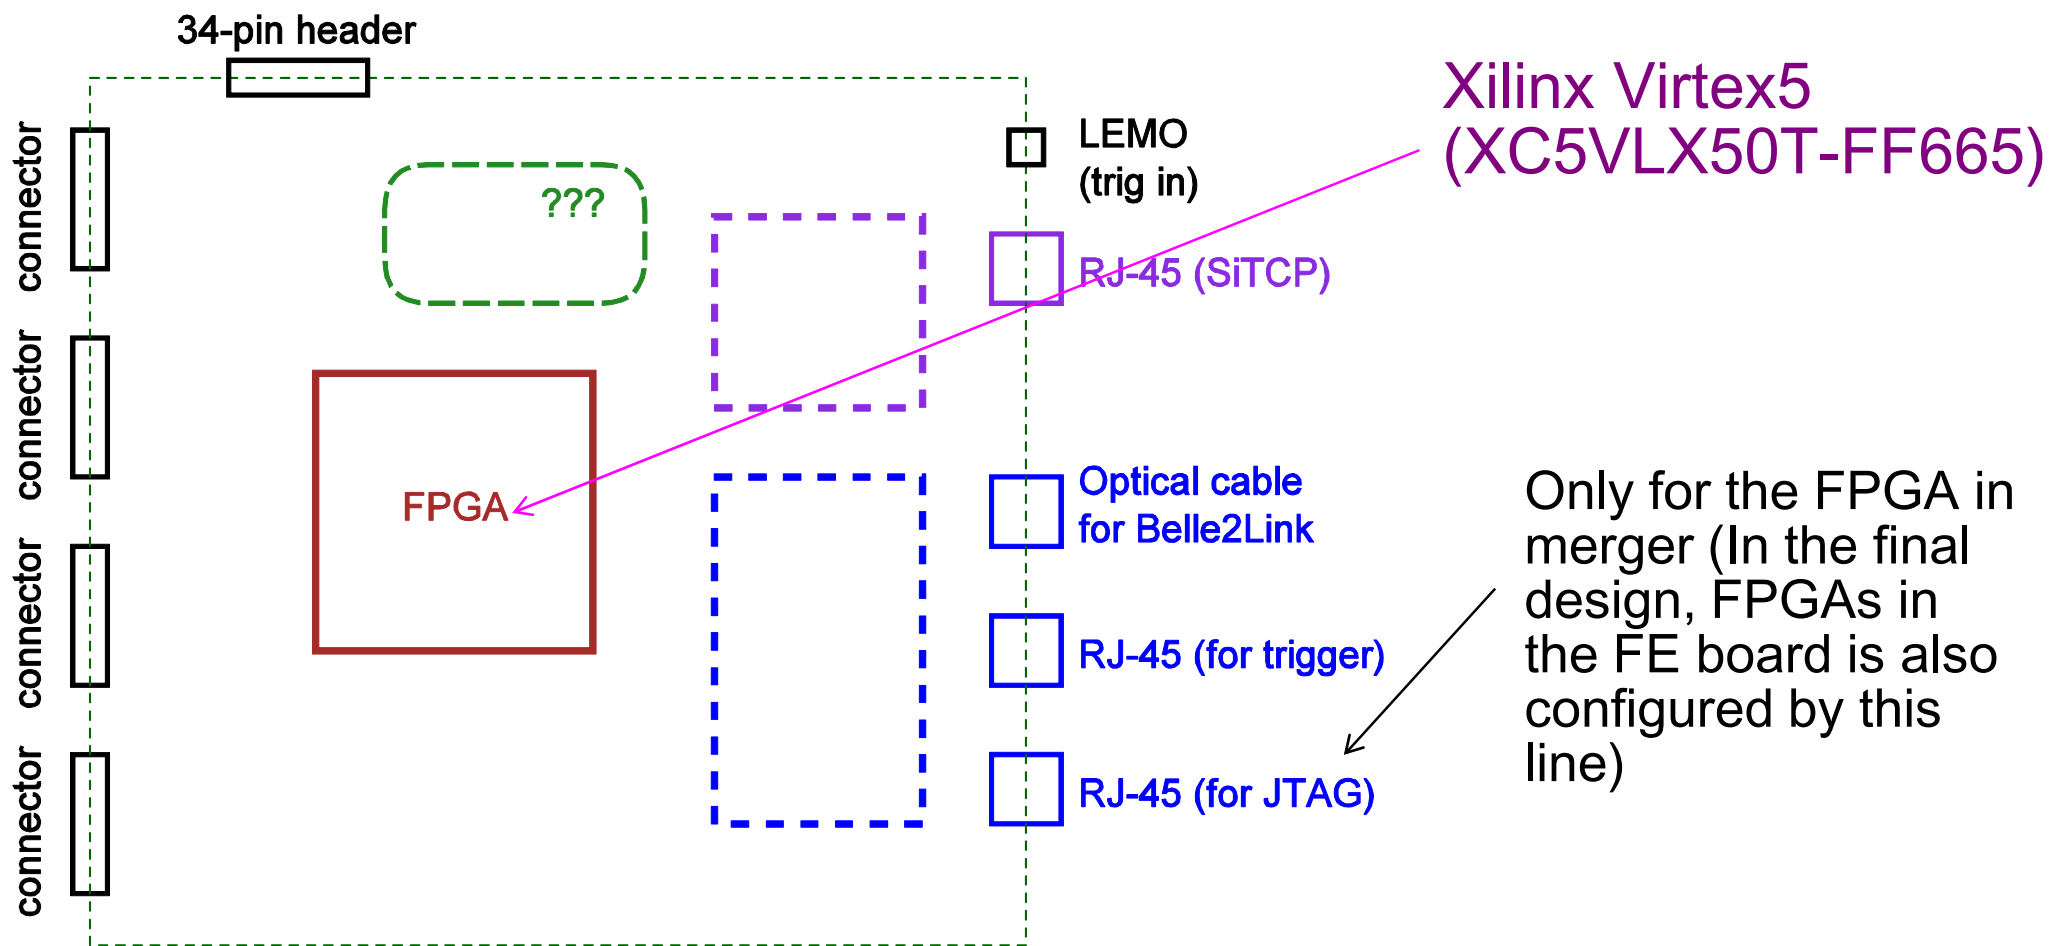 34-pin header
connector
connector
connector
connector
???
FPGA
LEMO
(trig in)
RJ-45 (SiTCP)
Optical cable
for Belle2Link
RJ-45 (for trigger)
RJ-45 (for JTAG)
Xilinx Virtex5
(XC5VLX50T-FF665)
Only for the FPGA in
merger (In the final
design, FPGAs in
the FE board is also
configured by this
line)